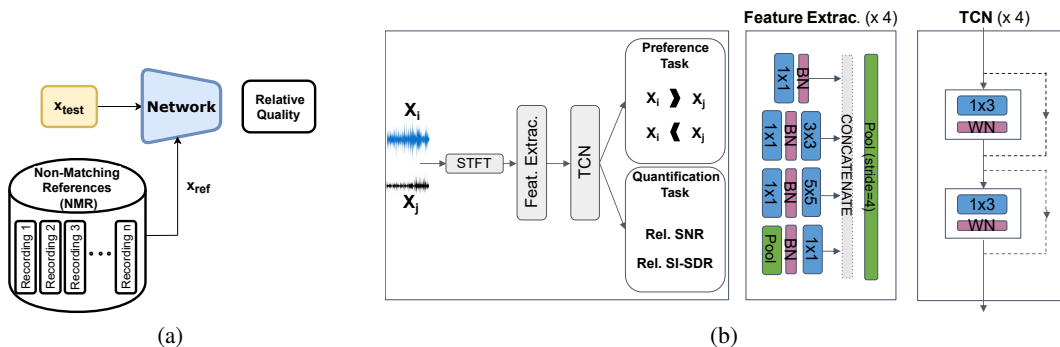 x_test
Network
Relative
Quality
Non-Matching
References
(NMR)
x_ref
Recording 1
Recording 2
Recording 3
Recording n
(a)
X_i
X_j
STFT
Feat. Extrac.
TCN
Preference
Task
X_i ❫ X_j
X_i ❪ X_j
Quantification
Task
Rel. SNR
Rel. SI-SDR
(b)
Feature Extrac. (x 4)
1x1 BN
1x1 BN 3x3
1x1 BN 5x5
Pool BN 1x1
CONCATENATE
Pool (stride=4)
TCN (x 4)
1x3
WN
1x3
WN